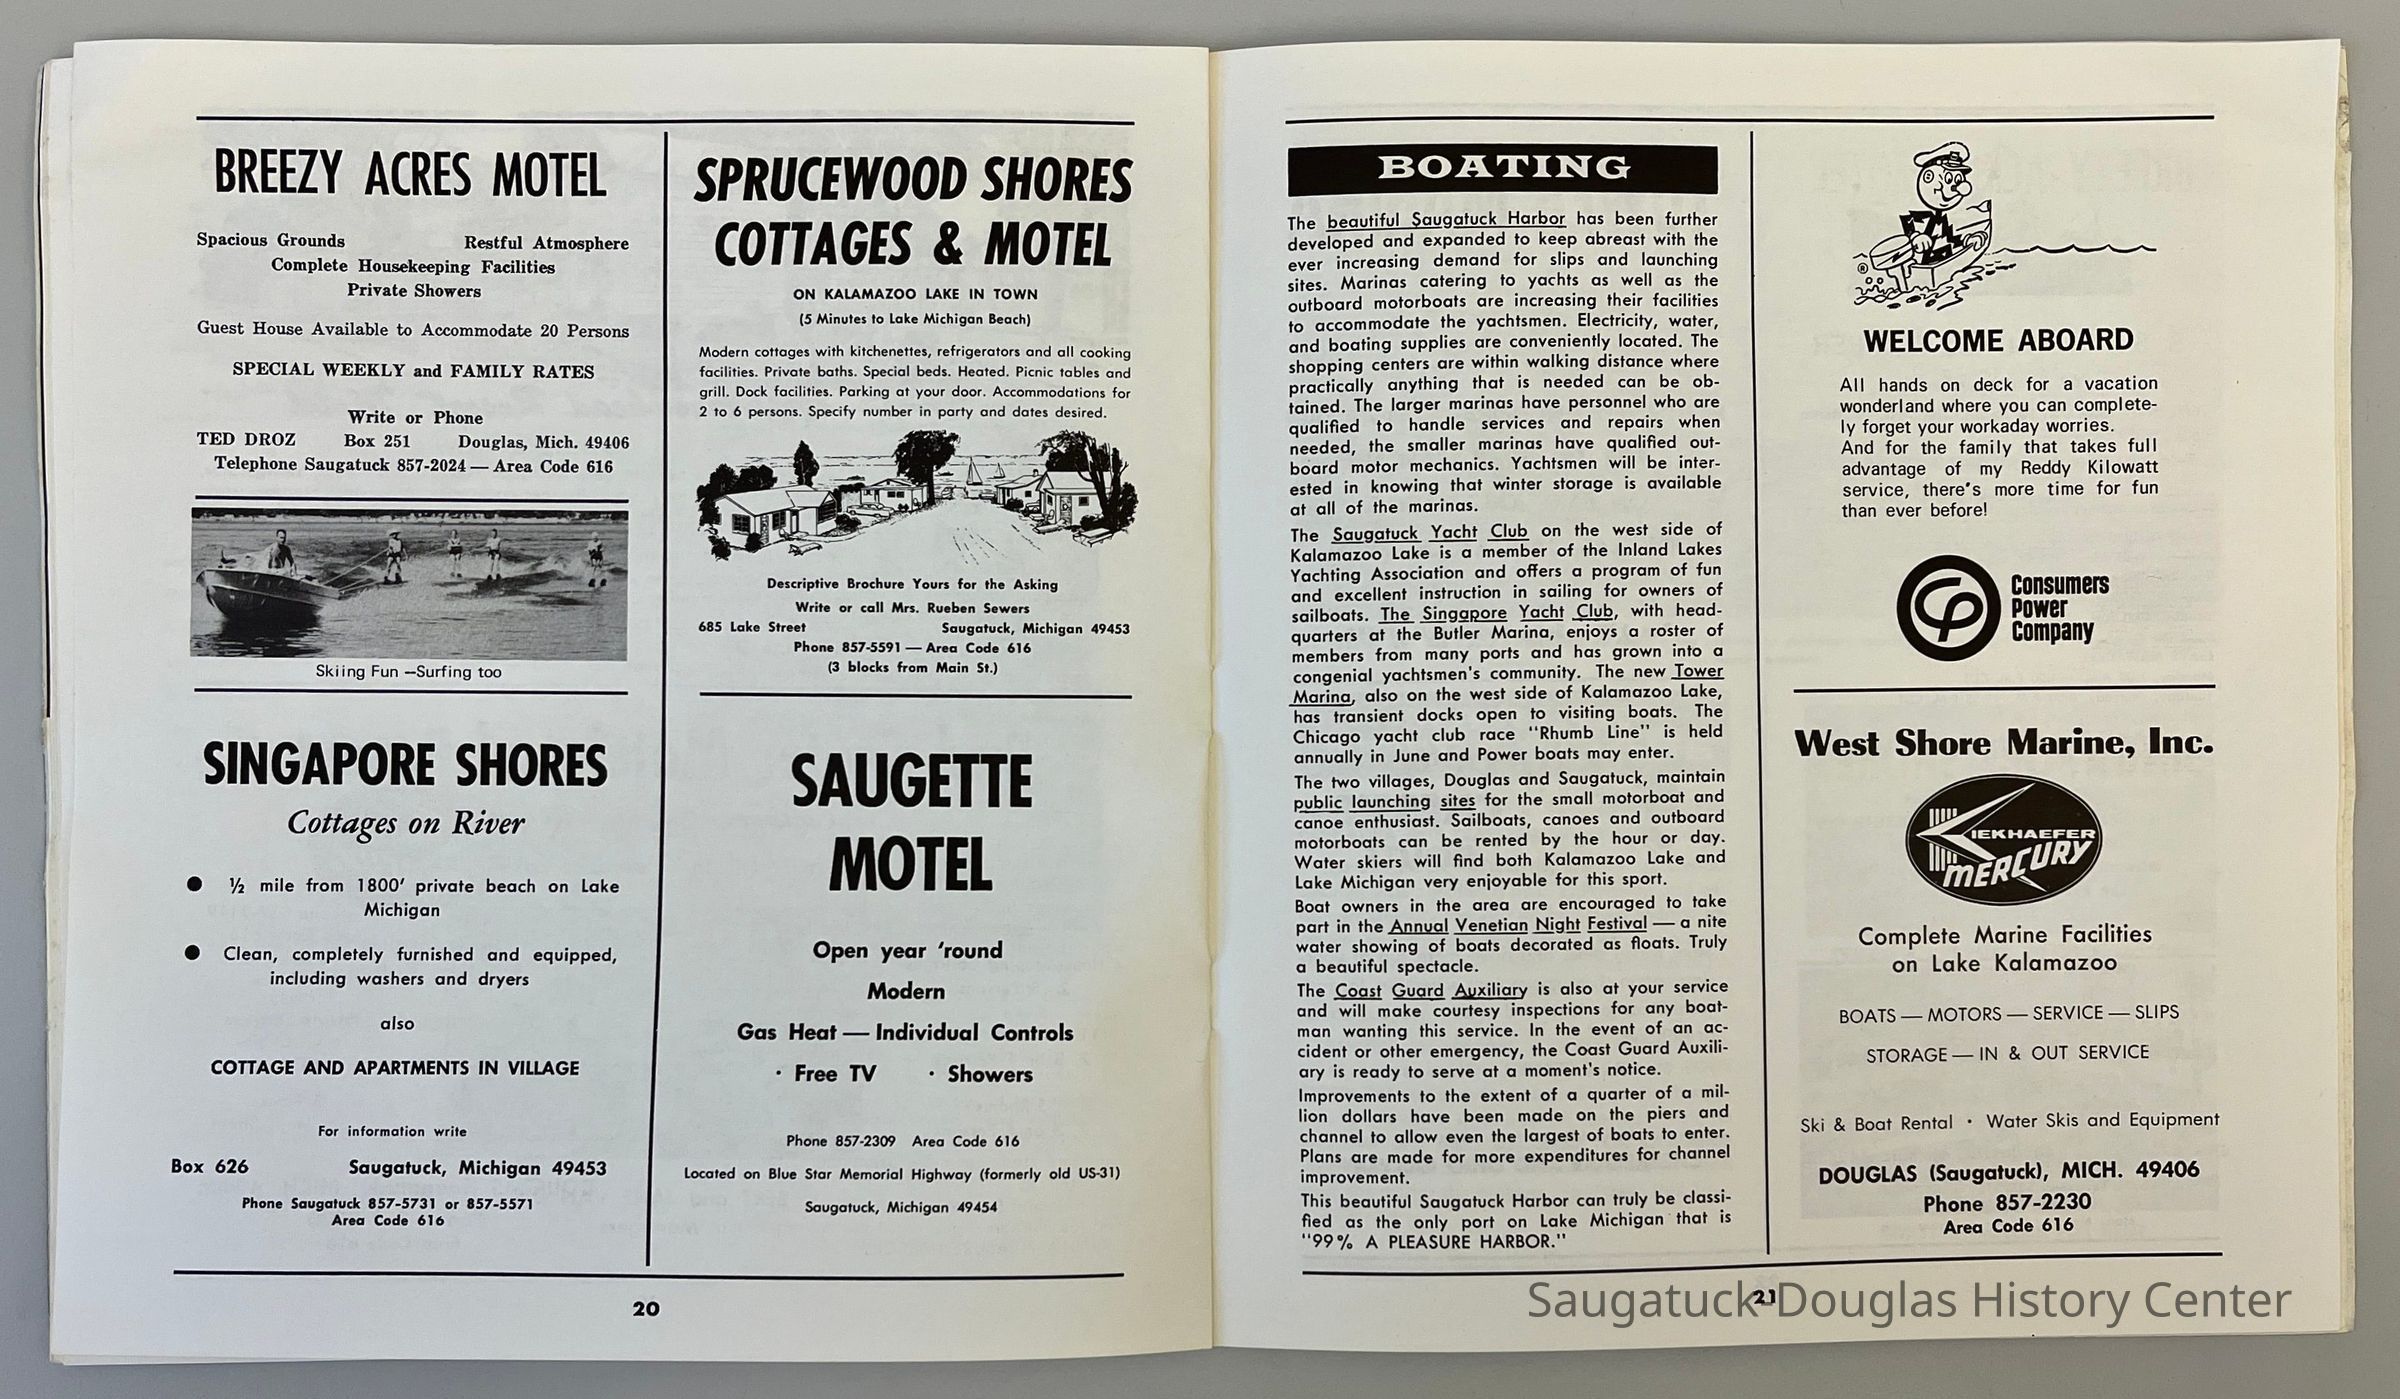 BREEZY ACRES MOTEL
Spacious Grounds Restful Atmosphere
Complete Housekeeping Facilities
Private Showers
Guest House Available to Accommodate 20 Persons
SPECIAL WEEKLY and FAMILY RATES
Write or Phone
TED DROZ Box 251 Douglas, Mich. 49406
Telephone Saugatuck 857-2024 — Area Code 616
Skiing Fun —Surfing too
SINGAPORE SHORES
Cottages on River
● ½ mile from 1800′ private beach on Lake
Michigan
● Clean, completely furnished and equipped,
including washers and dryers
also
COTTAGE AND APARTMENTS IN VILLAGE
For information write
Box 626 Saugatuck, Michigan 49453
Phone Saugatuck 857-5731 or 857-5571
Area Code 616
SPRUCEWOOD SHORES
COTTAGES & MOTEL
ON KALAMAZOO LAKE IN TOWN
(5 Minutes to Lake Michigan Beach)
Modern cottages with kitchenettes, refrigerators and all cooking
facilities. Private baths. Special beds. Heated. Picnic tables and
grill. Dock facilities. Parking at your door. Accommodations for
2 to 6 persons. Specify number in party and dates desired.
Descriptive Brochure Yours for the Asking
Write or call Mrs. Rueben Sewers
685 Lake Street Saugatuck, Michigan 49453
Phone 857-5591 — Area Code 616
(3 blocks from Main St.)
SAUGETTE
MOTEL
Open year ’round
Modern
Gas Heat — Individual Controls
· Free TV · Showers
Phone 857-2309 Area Code 616
Located on Blue Star Memorial Highway (formerly old US-31)
Saugatuck, Michigan 49454
20
BOATING
The beautiful Saugatuck Harbor has been further
developed and expanded to keep abreast with the
ever increasing demand for slips and launching
sites. Marinas catering to yachts as well as the
outboard motorboats are increasing their facilities
to accommodate the yachtsmen. Electricity, water,
and boating supplies are conveniently located. The
shopping centers are within walking distance where
practically anything that is needed can be ob-
tained. The larger marinas have personnel who are
qualified to handle services and repairs when
needed, the smaller marinas have qualified out-
board motor mechanics. Yachtsmen will be inter-
ested in knowing that winter storage is available
at all of the marinas.
The Saugatuck Yacht Club on the west side of
Kalamazoo Lake is a member of the Inland Lakes
Yachting Association and offers a program of fun
and excellent instruction in sailing for owners of
sailboats. The Singapore Yacht Club, with head-
quarters at the Butler Marina, enjoys a roster of
members from many ports and has grown into a
congenial yachtsmen's community. The new Tower
Marina, also on the west side of Kalamazoo Lake,
has transient docks open to visiting boats. The
Chicago yacht club race "Rhumb Line" is held
annually in June and Power boats may enter.
The two villages, Douglas and Saugatuck, maintain
public launching sites for the small motorboat and
canoe enthusiast. Sailboats, canoes and outboard
motorboats can be rented by the hour or day.
Water skiers will find both Kalamazoo Lake and
Lake Michigan very enjoyable for this sport.
Boat owners in the area are encouraged to take
part in the Annual Venetian Night Festival — a nite
water showing of boats decorated as floats. Truly
a beautiful spectacle.
The Coast Guard Auxiliary is also at your service
and will make courtesy inspections for any boat-
man wanting this service. In the event of an ac-
cident or other emergency, the Coast Guard Auxili-
ary is ready to serve at a moment's notice.
Improvements to the extent of a quarter of a mil-
lion dollars have been made on the piers and
channel to allow even the largest of boats to enter.
Plans are made for more expenditures for channel
improvement.
This beautiful Saugatuck Harbor can truly be classi-
fied as the only port on Lake Michigan that is
"99% A PLEASURE HARBOR."
®
WELCOME ABOARD
All hands on deck for a vacation
wonderland where you can complete-
ly forget your workaday worries.
And for the family that takes full
advantage of my Reddy Kilowatt
service, there's more time for fun
than ever before!
Consumers
Power
Company
West Shore Marine, Inc.
KIEKHAEFER
MERCURY
Complete Marine Facilities
on Lake Kalamazoo
BOATS — MOTORS — SERVICE — SLIPS
STORAGE — IN & OUT SERVICE
Ski & Boat Rental · Water Skis and Equipment
DOUGLAS (Saugatuck), MICH. 49406
Phone 857-2230
Area Code 616
21
Saugatuck-Douglas History Center